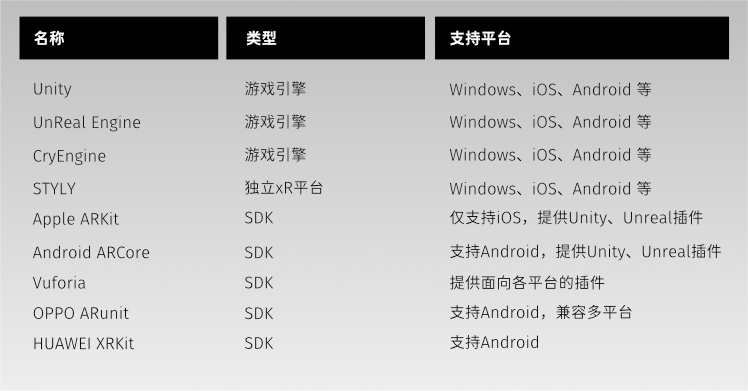 名称 类型 支持平台
Unity 游戏引擎 Windows、iOS、Android 等
UnReal Engine 游戏引擎 Windows、iOS、Android 等
CryEngine 游戏引擎 Windows、iOS、Android 等
STYLY 独立xR平台 Windows、iOS、Android 等
Apple ARKit SDK 仅支持iOS，提供Unity、Unreal插件
Android ARCore SDK 支持Android，提供Unity、Unreal插件
Vuforia SDK 提供面向各平台的插件
OPPO ARunit SDK 支持Android，兼容多平台
HUAWEI XRKit SDK 支持Android